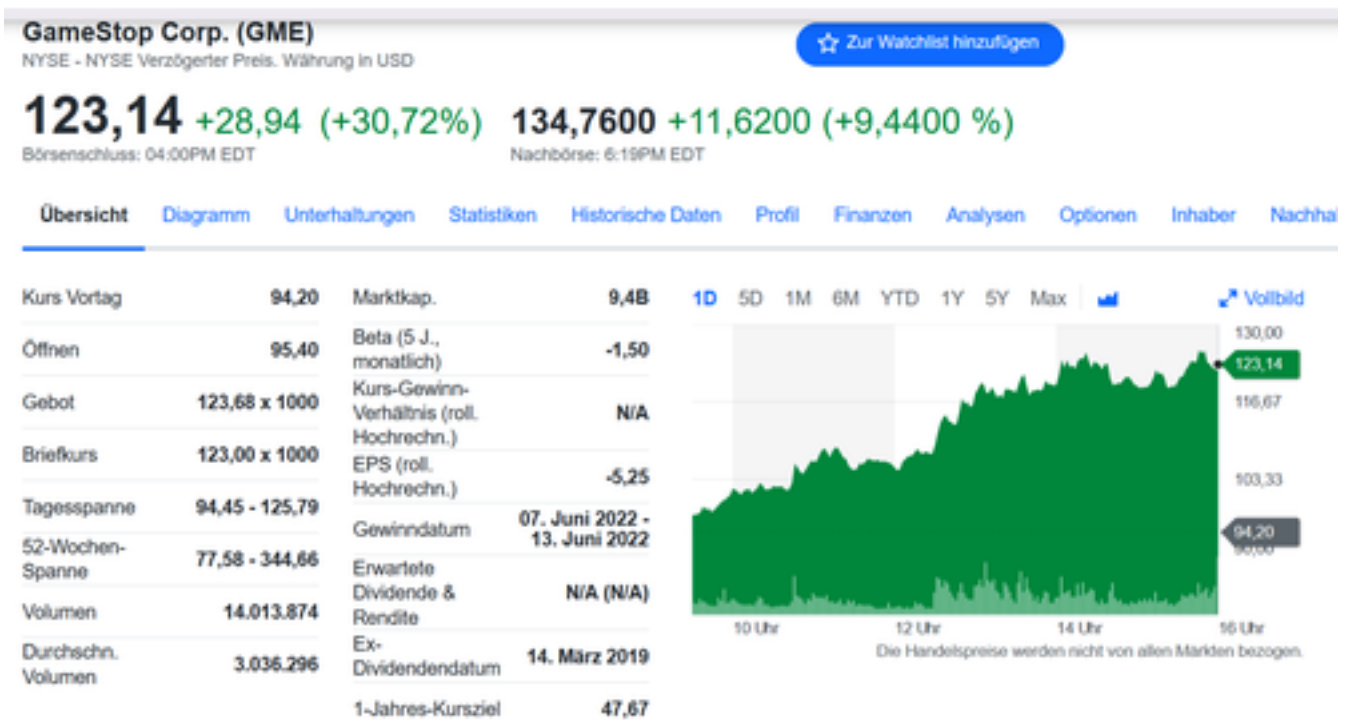 GameStop Corp. (GME)
NYSE - NYSE Verzögerter Preis. Währung in USD
Zur Watchlist hinzufügen
123,14 +28,94 (+30,72%) 134,7600 +11,6200 (+9,4400 %)
Börsenschluss: 04:00PM EDT
Nachbörse: 6:19PM EDT
Übersicht Diagramm Unterhaltungen Statistiken Historische Daten Profil Finanzen Analysen Optionen Inhaber Nachhal
Kurs Vortag 94,20
Öffnen 95,40
Gebot 123,68 x 1000
Briefkurs 123,00 x 1000
Tagesspanne 94,45 - 125,79
52-Wochen-
Spanne 77,58 - 344,66
Volumen 14.013.874
Durchschn.
Volumen 3.036.296
Marktkap. 9,4B
Beta (5 J.,
monatlich) -1,50
Kurs-Gewinn-
Verhältnis (roll.
Hochrechn.) N/A
EPS (roll.
Hochrechn.) -5,25
Gewinndatum 07. Juni 2022 -
13. Juni 2022
Erwartete
Dividende &
Rendite N/A (N/A)
Ex-
Dividendendatum 14. März 2019
1-Jahres-Kursziel 47,67
1D 5D 1M 6M YTD 1Y 5Y Max
Vollbild
130,00
123,14
116,67
103,33
94,20
90,00
10 Uhr 12 Uhr 14 Uhr 16 Uhr
Die Handelspreise werden nicht von allen Märkten bezogen.